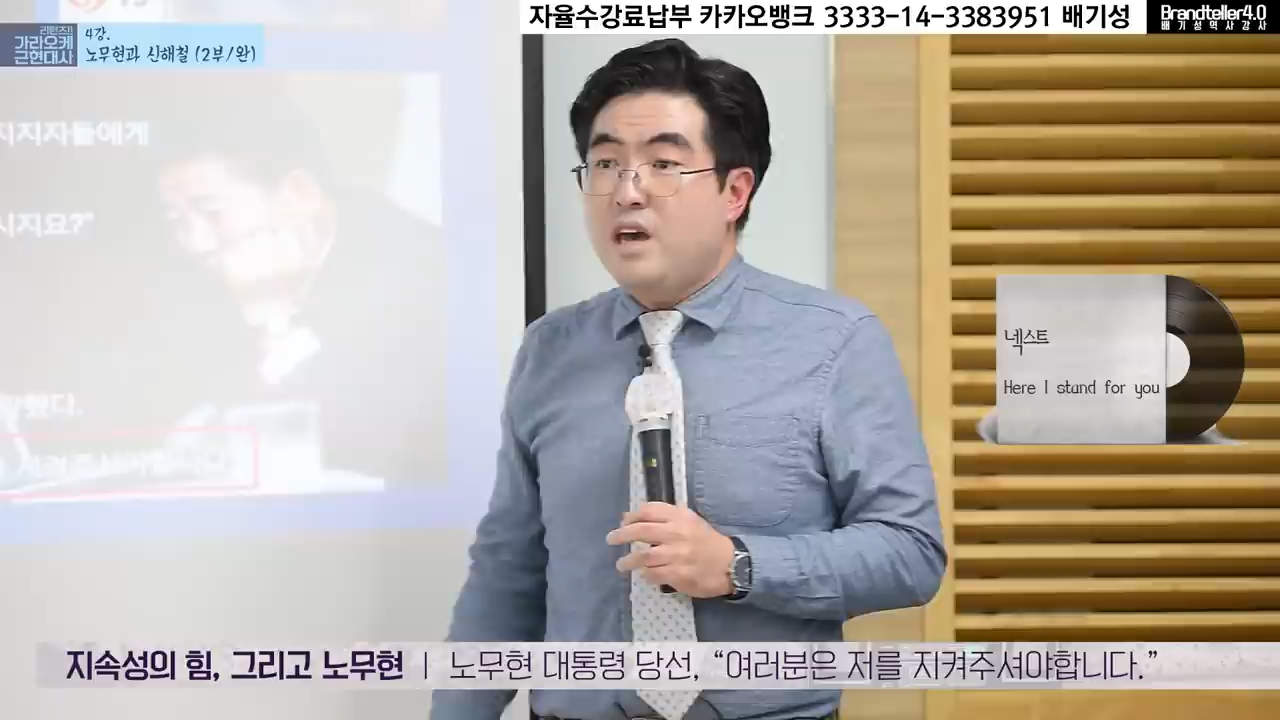 자율수강료납부 카카오뱅크 3333-14-3383951 배기성
Brandteller4.0
배기성역사강사
리턴즈!!
가라오케
근현대사
4강.
노무현과 신해철 (2부/완)
지지자들에게
시지요?"
했다.
넥스트
Here I stand for you
지속성의 힘, 그리고 노무현 | 노무현 대통령 당선, “여러분은 저를 지켜주셔야합니다.”